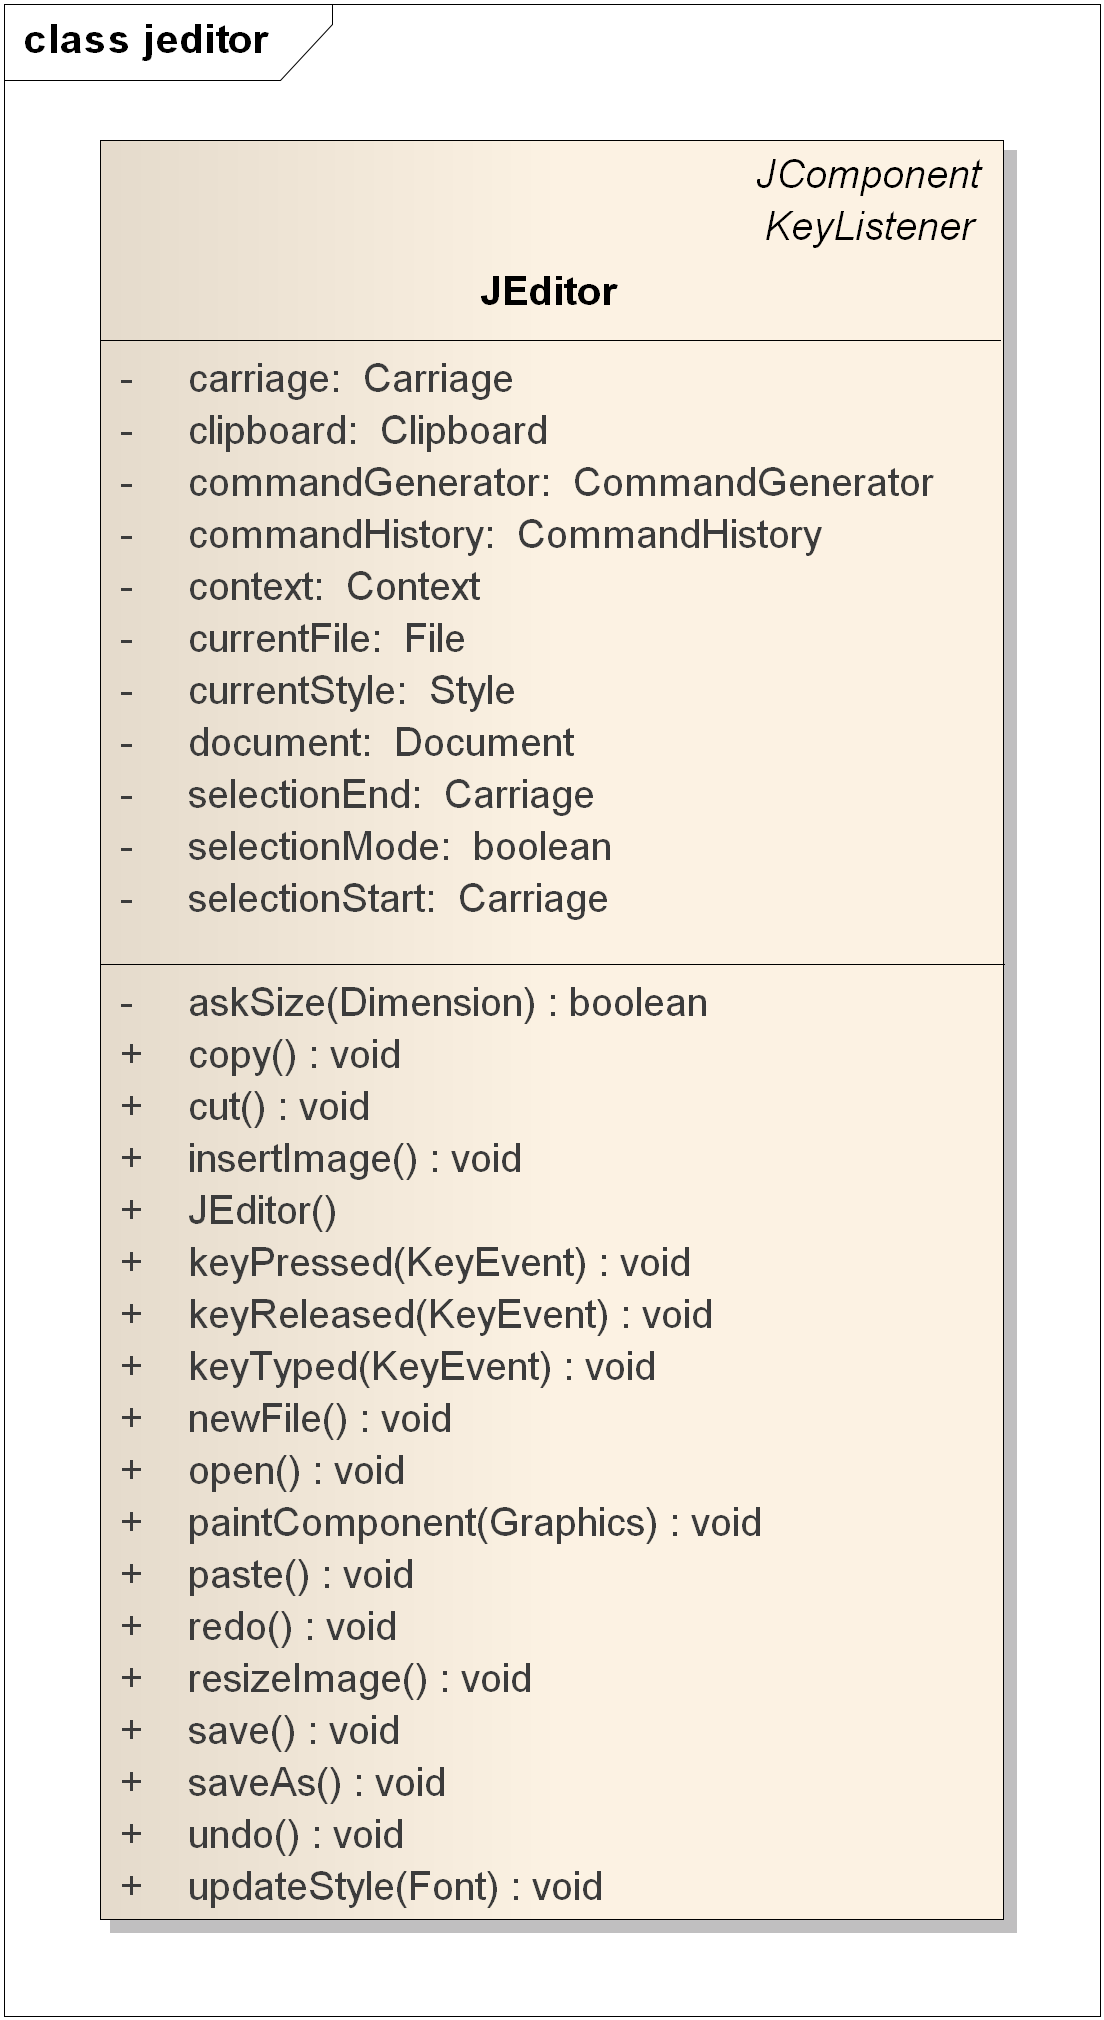 class jeditor
JComponent
KeyListener
JEditor
- carriage: Carriage
- clipboard: Clipboard
- commandGenerator: CommandGenerator
- commandHistory: CommandHistory
- context: Context
- currentFile: File
- currentStyle: Style
- document: Document
- selectionEnd: Carriage
- selectionMode: boolean
- selectionStart: Carriage
- askSize(Dimension) : boolean
+ copy() : void
+ cut() : void
+ insertImage() : void
+ JEditor()
+ keyPressed(KeyEvent) : void
+ keyReleased(KeyEvent) : void
+ keyTyped(KeyEvent) : void
+ newFile() : void
+ open() : void
+ paintComponent(Graphics) : void
+ paste() : void
+ redo() : void
+ resizeImage() : void
+ save() : void
+ saveAs() : void
+ undo() : void
+ updateStyle(Font) : void